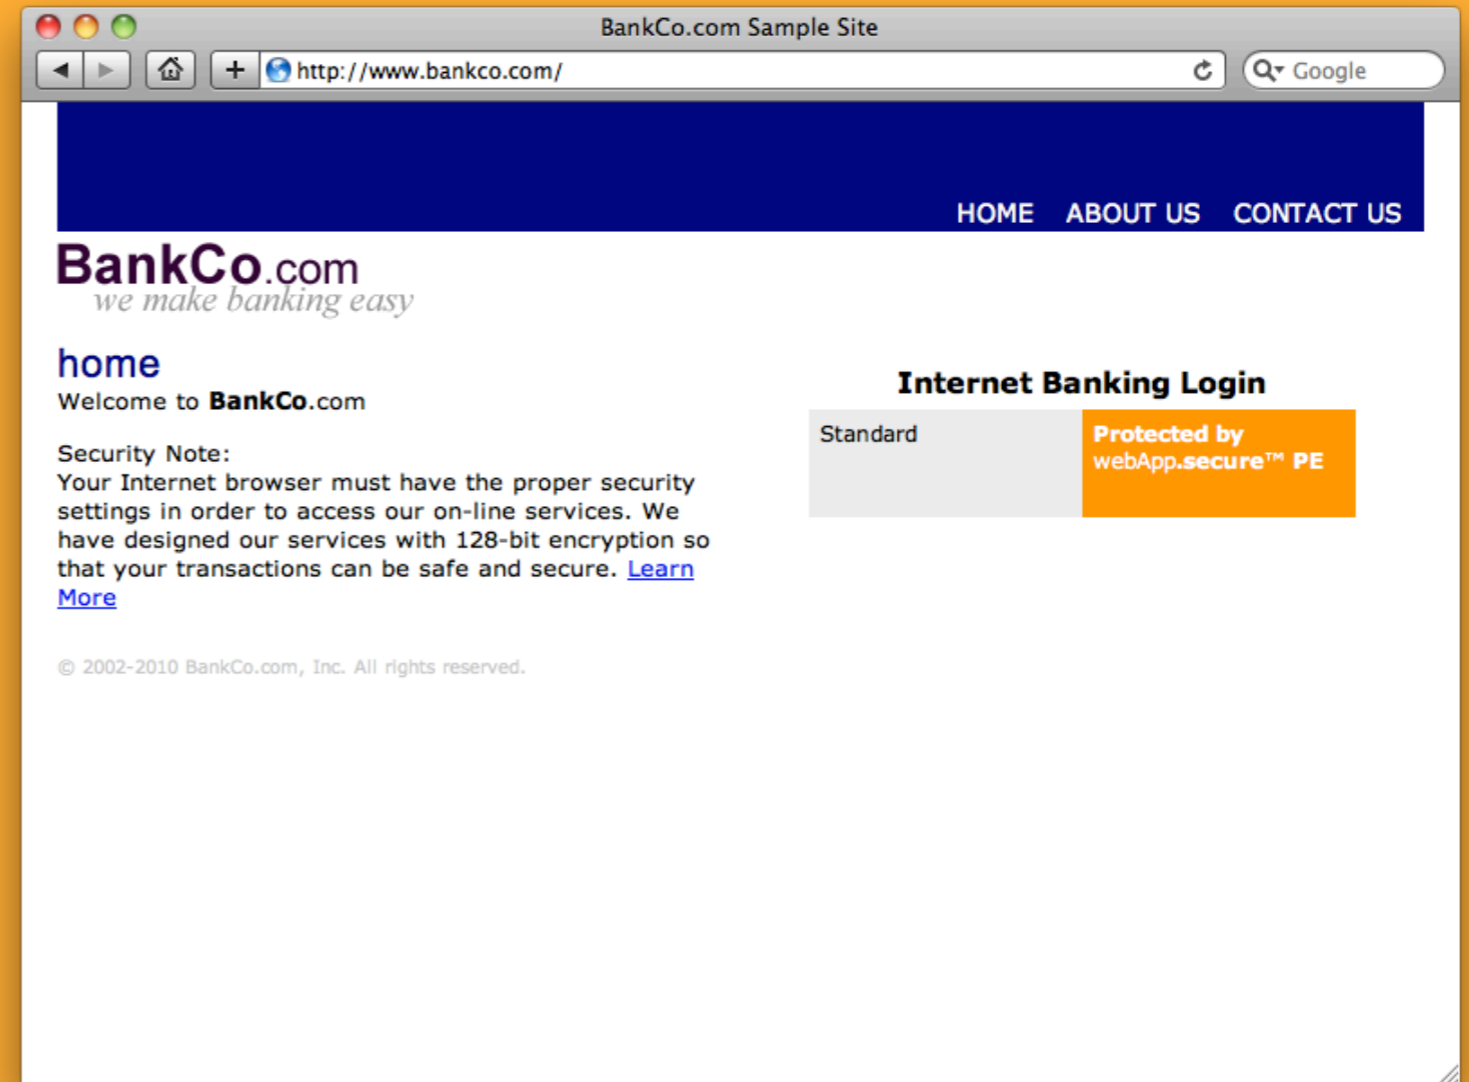 BankCo.com Sample Site
http://www.bankco.com/
Google
HOME ABOUT US CONTACT US
BankCo.com
we make banking easy
home
Welcome to BankCo.com
Security Note:
Your Internet browser must have the proper security
settings in order to access our on-line services. We
have designed our services with 128-bit encryption so
that your transactions can be safe and secure. Learn
More
© 2002-2010 BankCo.com, Inc. All rights reserved.
Internet Banking Login
Standard
Protected by
webApp.secure™ PE